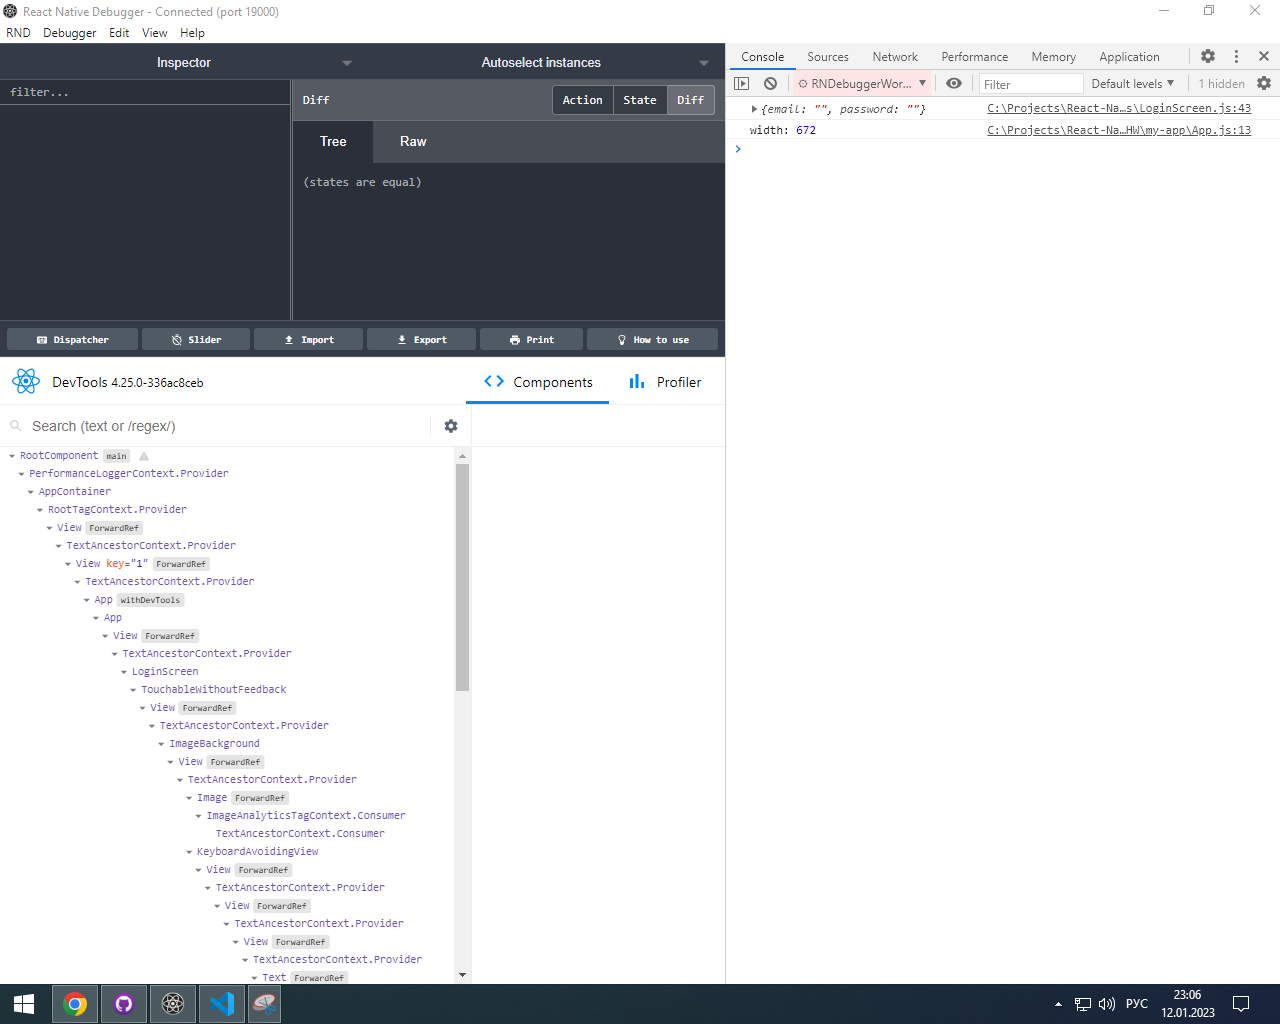 React Native Debugger - Connected (port 19000)
RND Debugger Edit View Help
Inspector
Autoselect instances
filter...
Diff
Action State Diff
Tree Raw
(states are equal)
Dispatcher Slider Import Export Print How to use
DevTools 4.25.0-336ac8ceb
Components Profiler
Search (text or /regex/)
RootComponent main
PerformanceLoggerContext.Provider
AppContainer
RootTagContext.Provider
View ForwardRef
TextAncestorContext.Provider
View key="1" ForwardRef
TextAncestorContext.Provider
App withDevTools
App
View ForwardRef
TextAncestorContext.Provider
LoginScreen
TouchableWithoutFeedback
View ForwardRef
TextAncestorContext.Provider
ImageBackground
View ForwardRef
TextAncestorContext.Provider
Image ForwardRef
ImageAnalyticsTagContext.Consumer
TextAncestorContext.Consumer
KeyboardAvoidingView
View ForwardRef
TextAncestorContext.Provider
View ForwardRef
TextAncestorContext.Provider
View ForwardRef
TextAncestorContext.Provider
Text ForwardRef
Console Sources Network Performance Memory Application
RNDebuggerWor... Filter Default levels 1 hidden
{email: "", password: ""} C:\Projects\React-Na…s\LoginScreen.js:43
width: 672 C:\Projects\React-Na…HW\my-app\App.js:13
РУС
23:06
12.01.2023